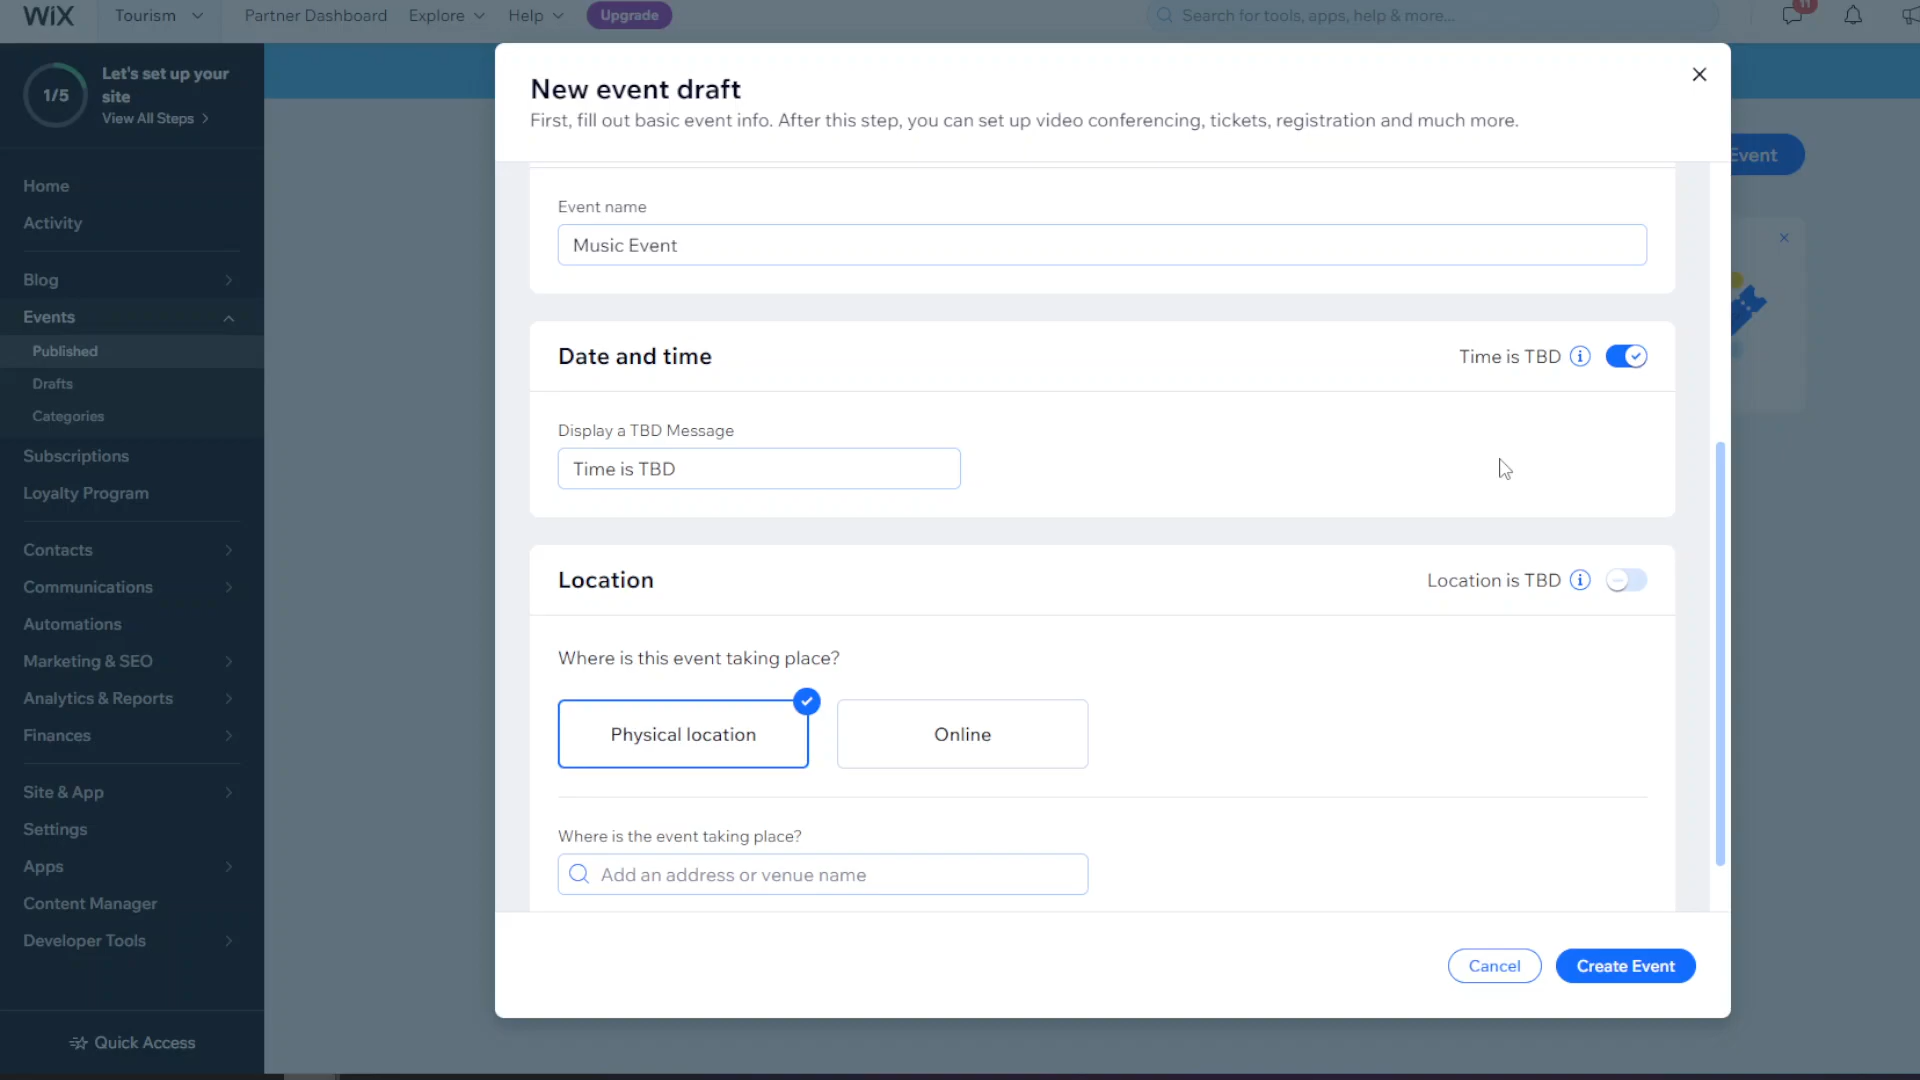 WiX
Tourism
Partner Dashboard
Explore
Help
Upgrade
Search for tools, apps, help & more...
11
1/5
Let's set up your
site
View All Steps
Home
Activity
Blog
Events
Published
Drafts
Categories
Subscriptions
Loyalty Program
Contacts
Communications
Automations
Marketing & SEO
Analytics & Reports
Finances
Site & App
Settings
Apps
Content Manager
Developer Tools
Quick Access
New event draft
First, fill out basic event info. After this step, you can set up video conferencing, tickets, registration and much more.
Event
Event name
Music Event
Date and time
Time is TBD
Display a TBD Message
Time is TBD
Location
Location is TBD
Where is this event taking place?
Physical location
Online
Where is the event taking place?
Add an address or venue name
Cancel
Create Event